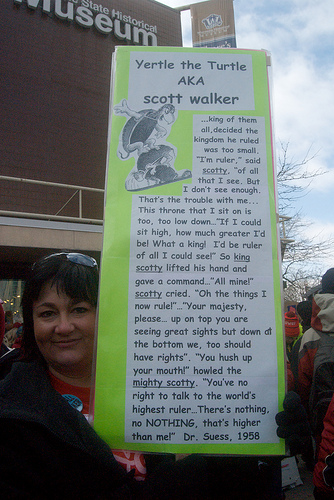 State Historical
Museum
Yertle the Turtle
AKA
scott walker
...king of them
all,decided the
kingdom he ruled
was too small.
"I'm ruler," said
scotty, "of all
that I see. But
I don't see enough.
That's the trouble with me...
This throne that I sit on is
too, too low down..."If I could
sit high, how much greater I'd
be! What a king! I'd be ruler
of all I could see!" So king
scotty lifted his hand and
gave a command..."All mine!"
scotty cried. "Oh the things I
now rule!"..."Your majesty,
please... up on top you are
seeing great sights but down at
the bottom we, too should
have rights". "You hush up
your mouth!" howled the
mighty scotty. "You've no
right to talk to the world's
highest ruler...There's nothing,
no NOTHING, that's higher
than me!" Dr. Suess, 1958